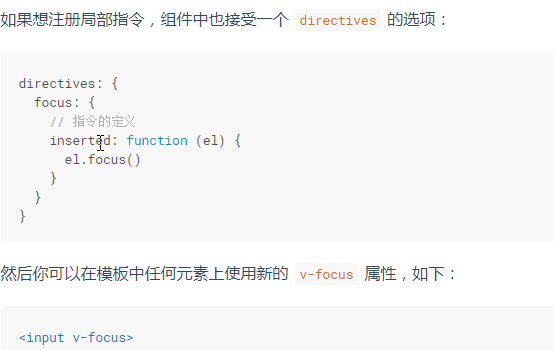 如果想注册局部指令，组件中也接受一个 directives 的选项：
directives: {
  focus: {
    // 指令的定义
    inserted: function (el) {
      el.focus()
    }
  }
}
然后你可以在模板中任何元素上使用新的 v-focus 属性，如下：
<input v-focus>